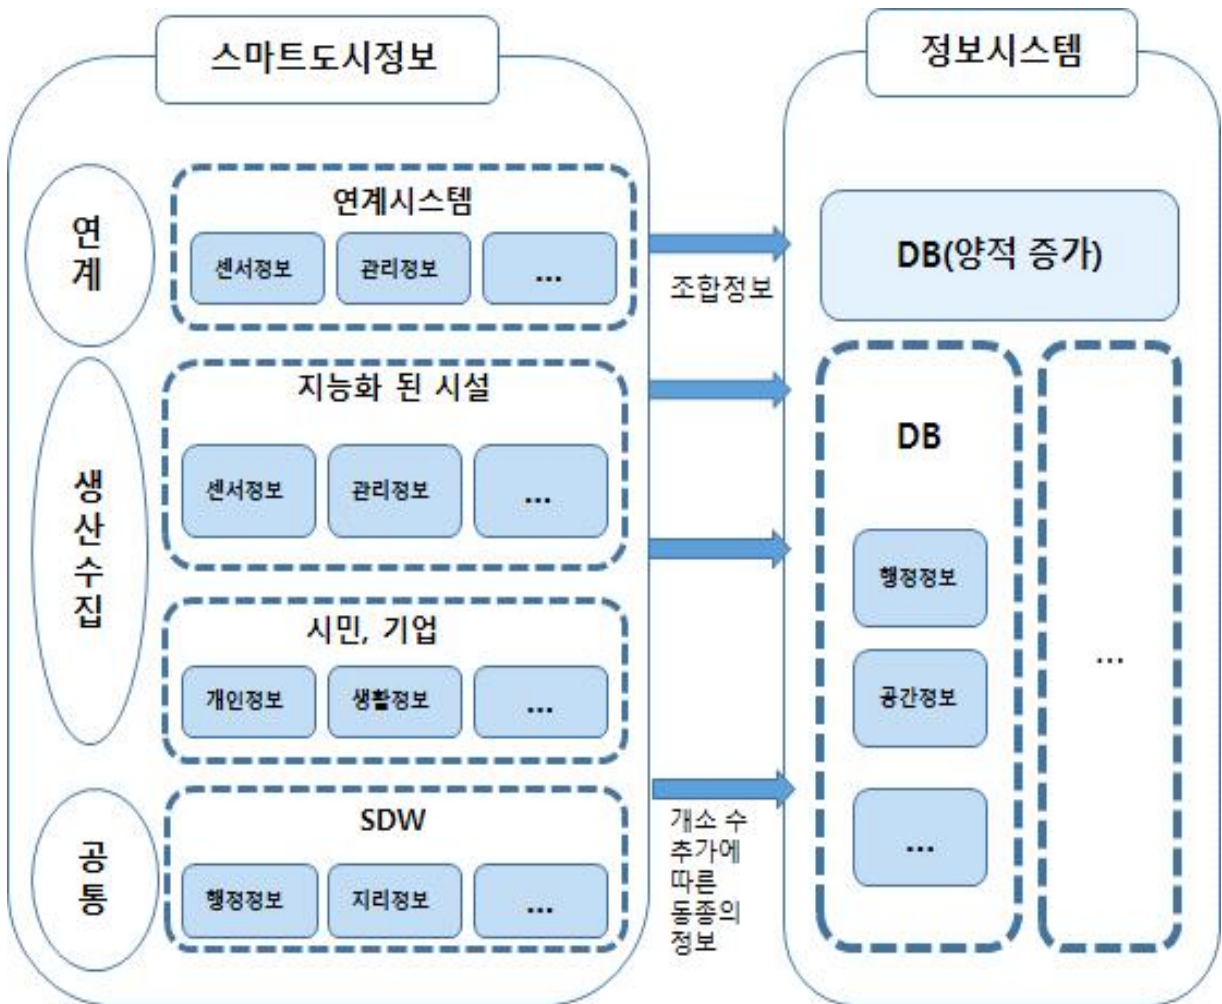 스마트도시정보
정보시스템
연계
연계시스템
센서정보
관리정보
...
조합정보
DB(양적 증가)
생산수집
지능화 된 시설
센서정보
관리정보
...
시민, 기업
개인정보
생활정보
...
공통
SDW
행정정보
지리정보
...
개소 수
추가에
따른
동종의
정보
DB
행정정보
공간정보
...
...